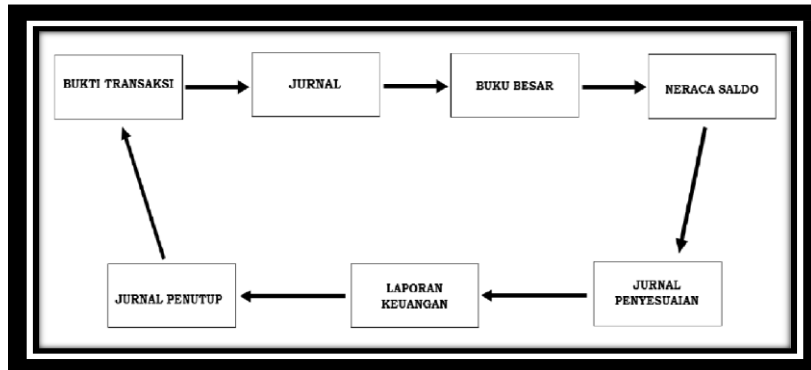 BUKTI TRANSAKSI
JURNAL
BUKU BESAR
NERACA SALDO
JURNAL
PENYESUAIAN
LAPORAN
KEUANGAN
JURNAL PENUTUP